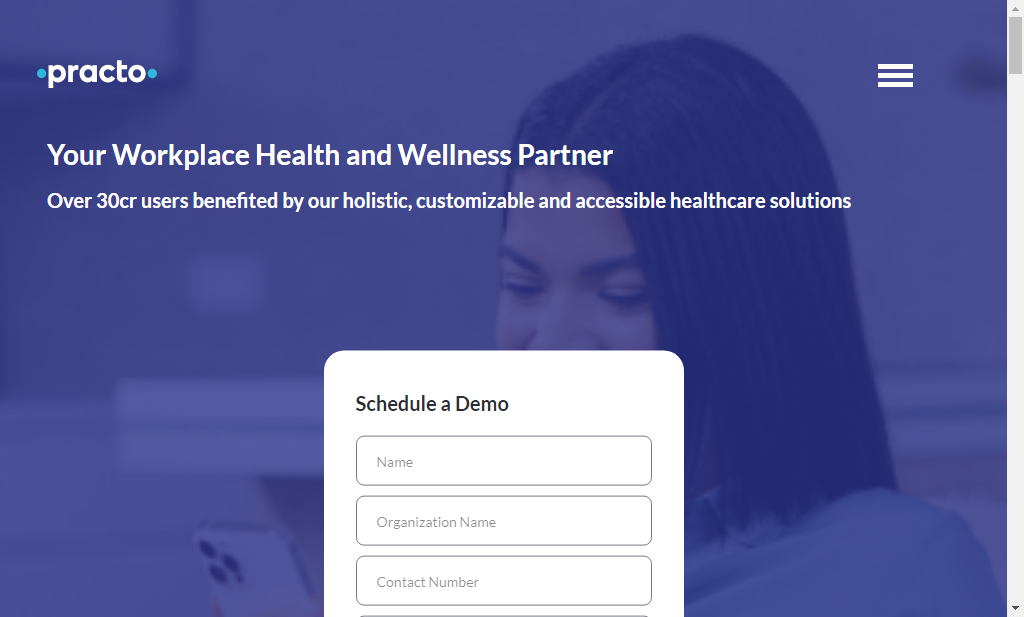 practo
Your Workplace Health and Wellness Partner
Over 30cr users benefited by our holistic, customizable and accessible healthcare solutions
Schedule a Demo
Name
Organization Name
Contact Number